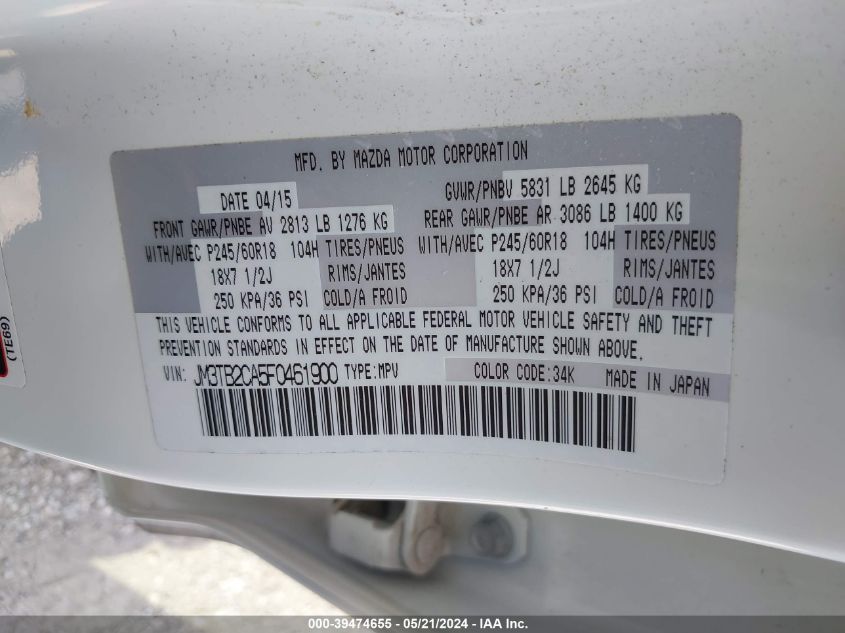 MFD. BY MAZDA MOTOR CORPORATION
DATE 04/15 GVWR/PNBV 5831 LB 2645 KG
FRONT GAWR/PNBE AV 2813 LB 1276 KG REAR GAWR/PNBE AR 3086 LB 1400 KG
WITH/AVEC P245/60R18 104H TIRES/PNEUS WITH/AVEC P245/60R18 104H TIRES/PNEUS
18X7 1/2J RIMS/JANTES 18X7 1/2J RIMS/JANTES
250 KPA/36 PSI COLD/A FROID 250 KPA/36 PSI COLD/A FROID
THIS VEHICLE CONFORMS TO ALL APPLICABLE FEDERAL MOTOR VEHICLE SAFETY AND THEFT
PREVENTION STANDARDS IN EFFECT ON THE DATE OF MANUFACTURE SHOWN ABOVE.
VIN: JM3TB2CA5F0461900 TYPE:MPV COLOR CODE:34K MADE IN JAPAN
(TE69)
000-39474655 - 05/21/2024 - IAA Inc.